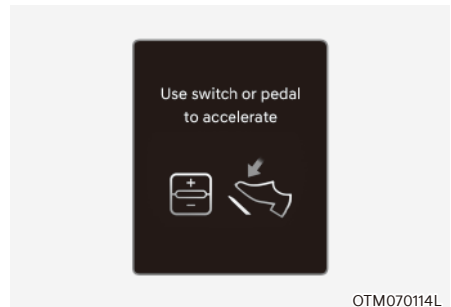 Use switch or pedal
to accelerate
+
−
OTM070114L